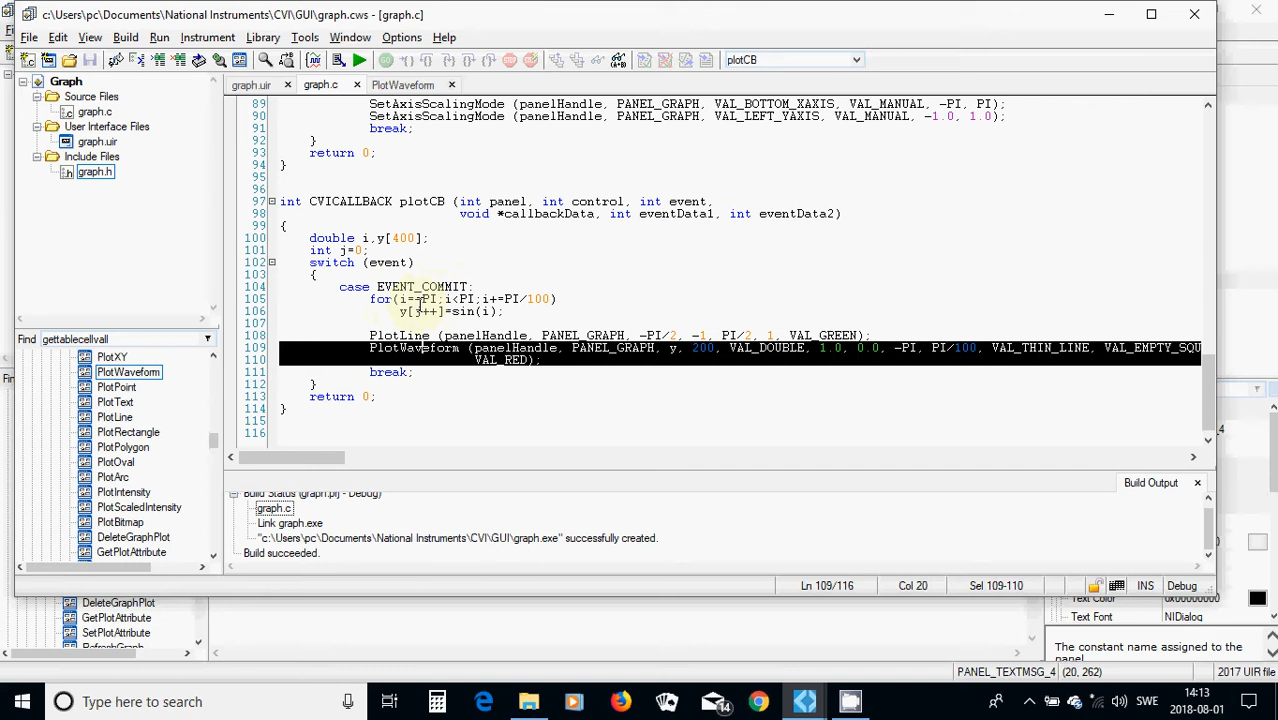 c:\Users\pc\Documents\National Instruments\CVI\GUI\graph.cws - [graph.c]
File Edit View Build Run Instrument Library Tools Window Options Help
plotCB
Graph
Source Files
graph.c
User Interface Files
graph.uir
Include Files
graph.h
gettablecellval
PlotXY
PlotWaveform
PlotPoint
PlotText
PlotLine
PlotRectangle
PlotPolygon
PlotOval
PlotArc
PlotIntensity
PlotScaledIntensity
PlotBitmap
DeleteGraphPlot
GetPlotAttribute
graph.uir graph.c PlotWaveform
89 SetAxisScalingMode (panelHandle, PANEL_GRAPH, VAL_BOTTOM_XAXIS, VAL_MANUAL, -PI, PI);
90 SetAxisScalingMode (panelHandle, PANEL_GRAPH, VAL_LEFT_YAXIS, VAL_MANUAL, -1.0, 1.0);
91 break;
92 }
93 return 0;
94 }
95
96
97 int CVICALLBACK plotCB (int panel, int control, int event,
98 void *callbackData, int eventData1, int eventData2)
99 {
100 double i,y[400];
101 int j=0;
102 switch (event)
103 {
104 case EVENT_COMMIT:
105 for(i=-PI;i<PI;i+=PI/100)
106 y[j++]=sin(i);
107
108 PlotLine (panelHandle, PANEL_GRAPH, -PI/2, -1, PI/2, 1, VAL_GREEN);
109 PlotWaveform (panelHandle, PANEL_GRAPH, y, 200, VAL_DOUBLE, 1.0, 0.0, -PI, PI/100, VAL_THIN_LINE, VAL_EMPTY_SQU
110 VAL_RED);
111 break;
112 }
113 return 0;
114 }
115
116
Build Output
Build Status (graph.prj - Debug)
graph.c
Link graph.exe
"c:\Users\pc\Documents\National Instruments\CVI\GUI\graph.exe" successfully created.
Build succeeded.
Ln 109/116 Col 20 Sel 109-110 INS Debug
DeleteGraphPlot
GetPlotAttribute
SetPlotAttribute
RefreshGraph
Text Color 0x00000000
Text Font NIDialog
The constant name assigned to the
panel.
PANEL_TEXTMSG_4 (20, 262) 2017 UIR file
Type here to search
14
SWE
14:13
2018-08-01